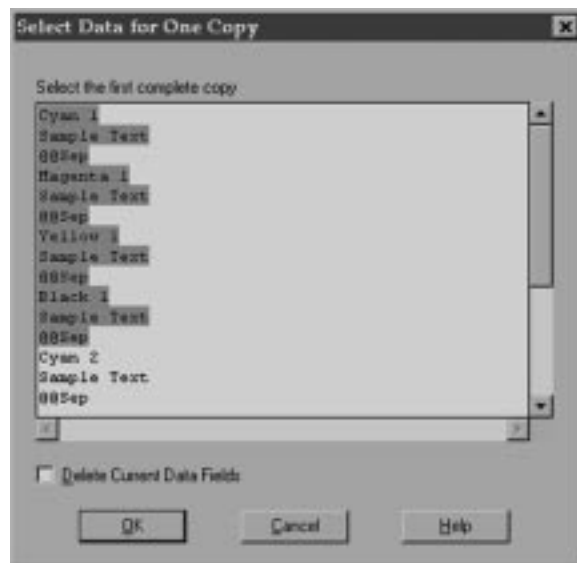 Select Data for One Copy
Select the first complete copy
Cyan 1
Sample Text
@@Sep
Magenta 1
Sample Text
@@Sep
Yellow 1
Sample Text
@@Sep
Black 1
Sample Text
@@Sep
Cyan 2
Sample Text
@@Sep
Delete Current Data Fields
OK
Cancel
Help